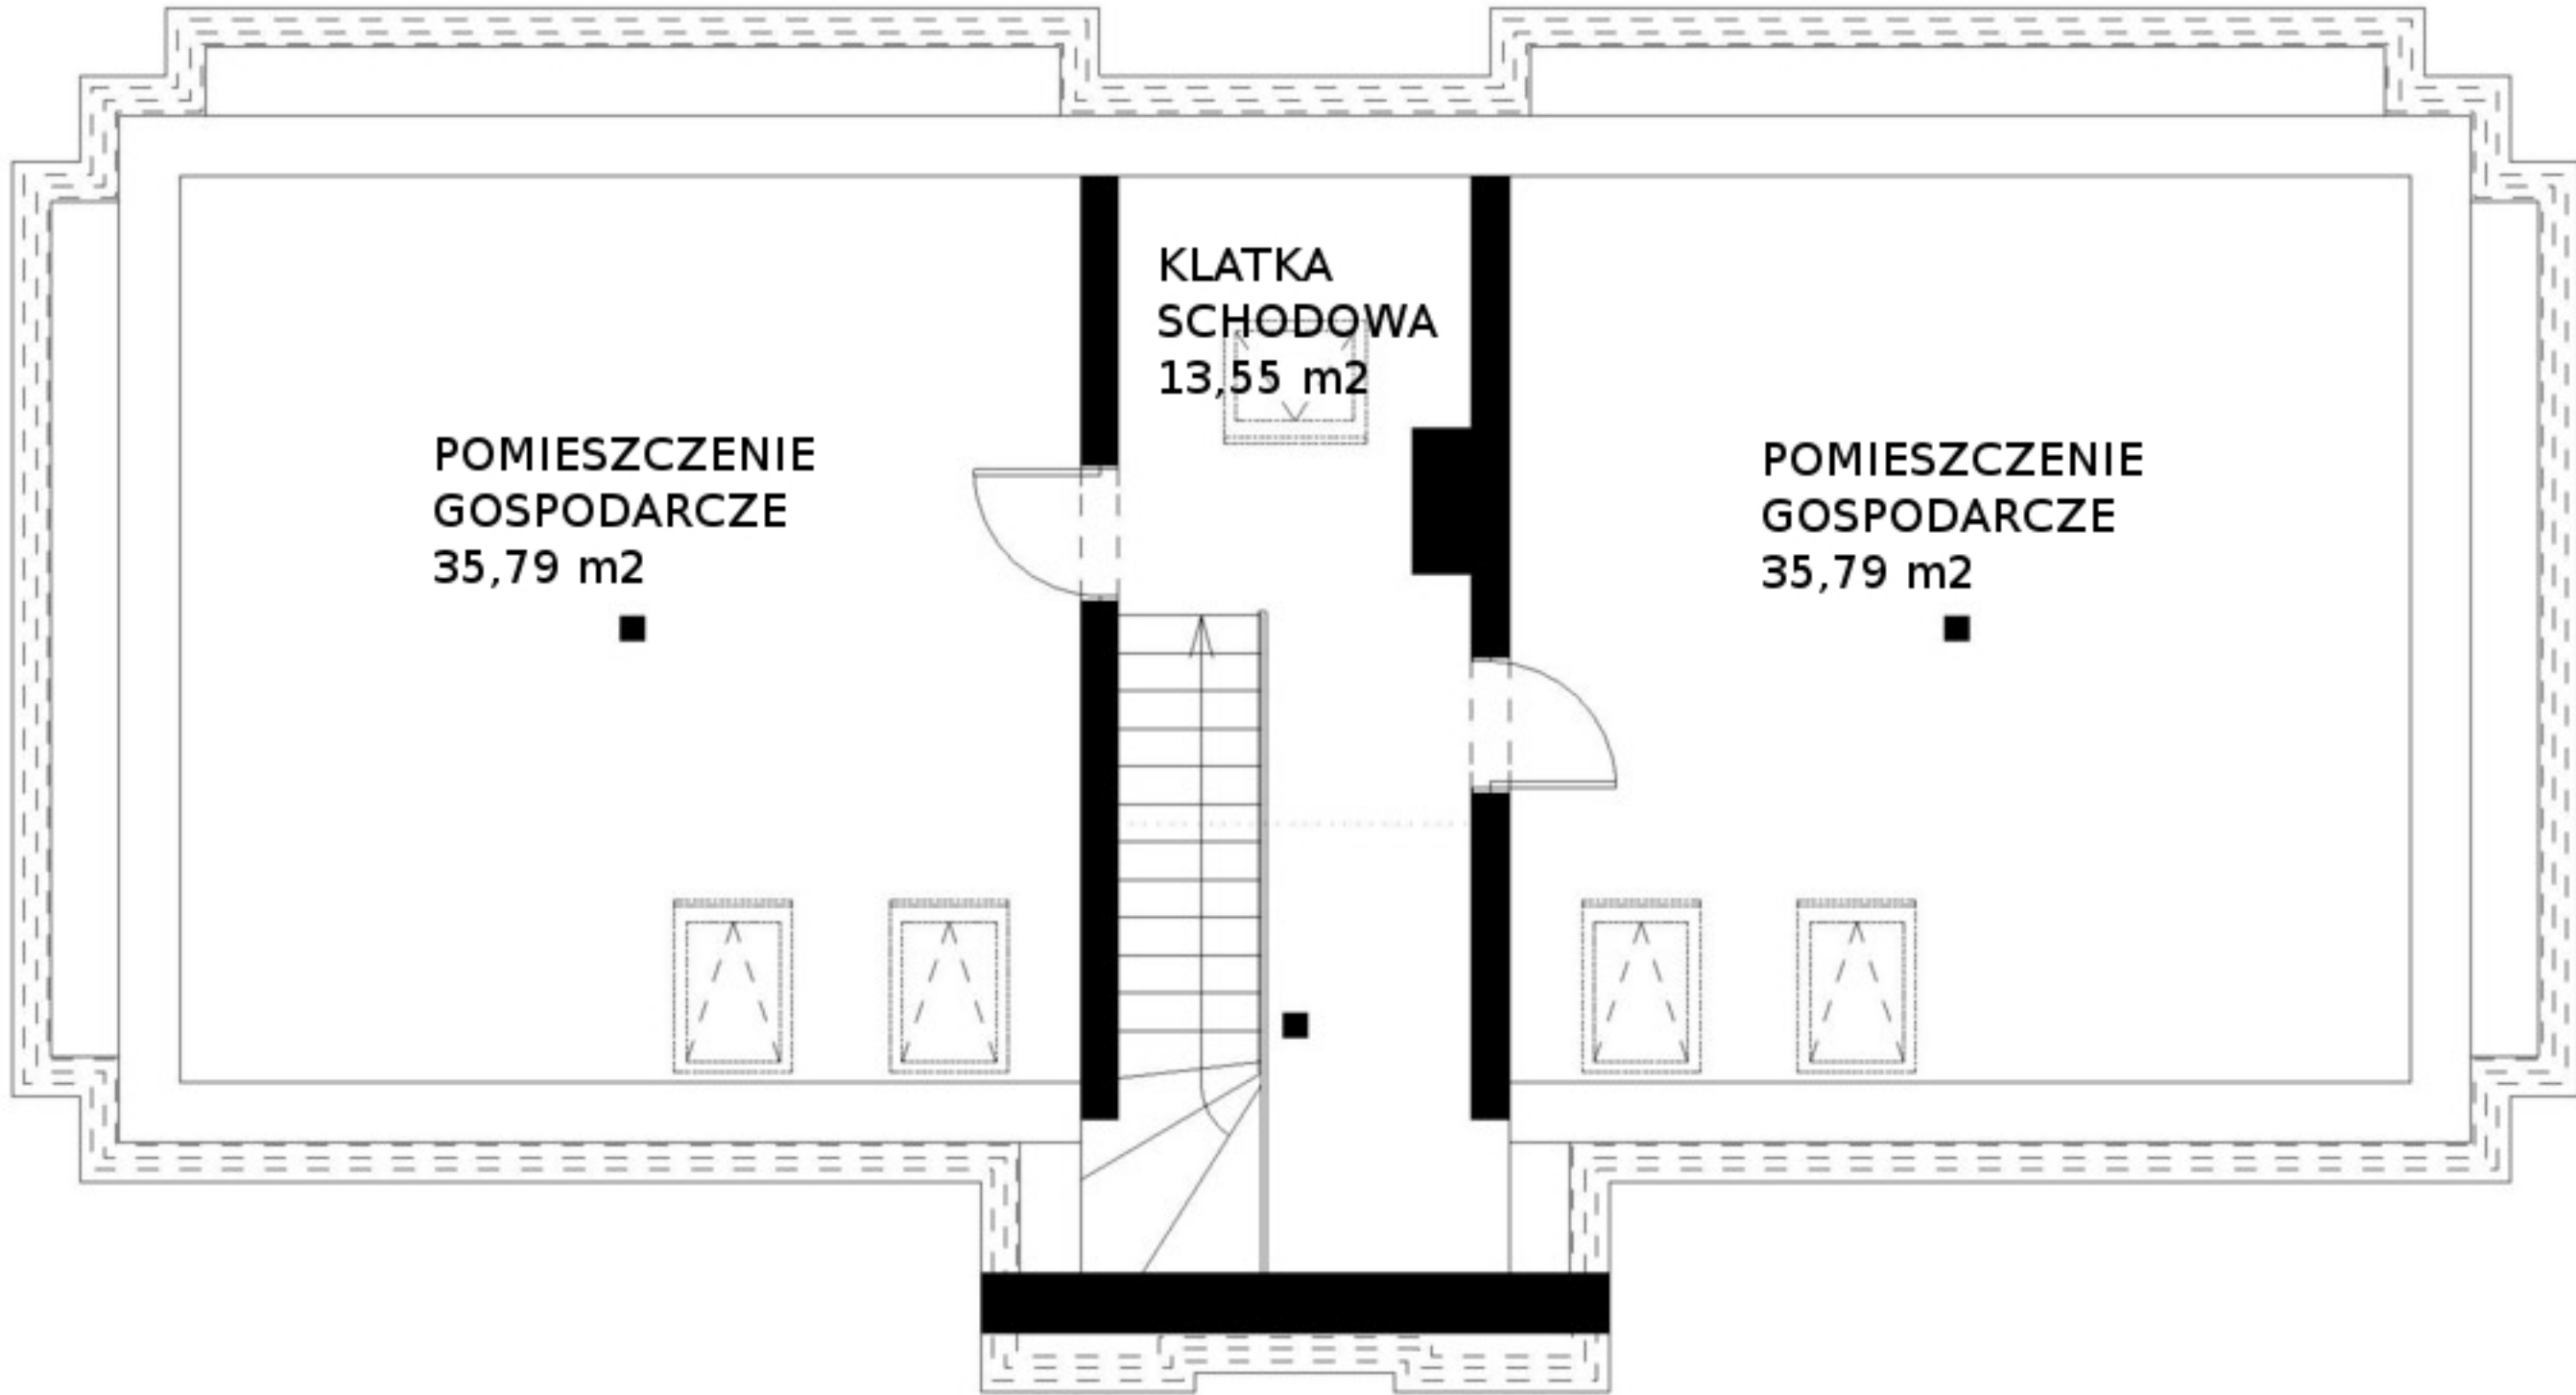 KLATKA
SCHODOWA
13,55 m2
POMIESZCZENIE
GOSPODARCZE
35,79 m2
POMIESZCZENIE
GOSPODARCZE
35,79 m2